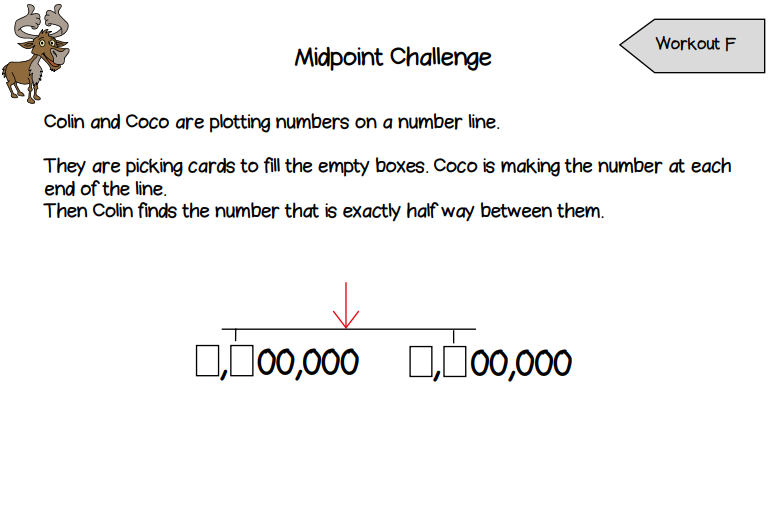 Workout F
Midpoint Challenge
Colin and Coco are plotting numbers on a number line.
They are picking cards to fill the empty boxes. Coco is making the number at each
end of the line.
Then Colin finds the number that is exactly half way between them.
□,□00,000 □,□00,000